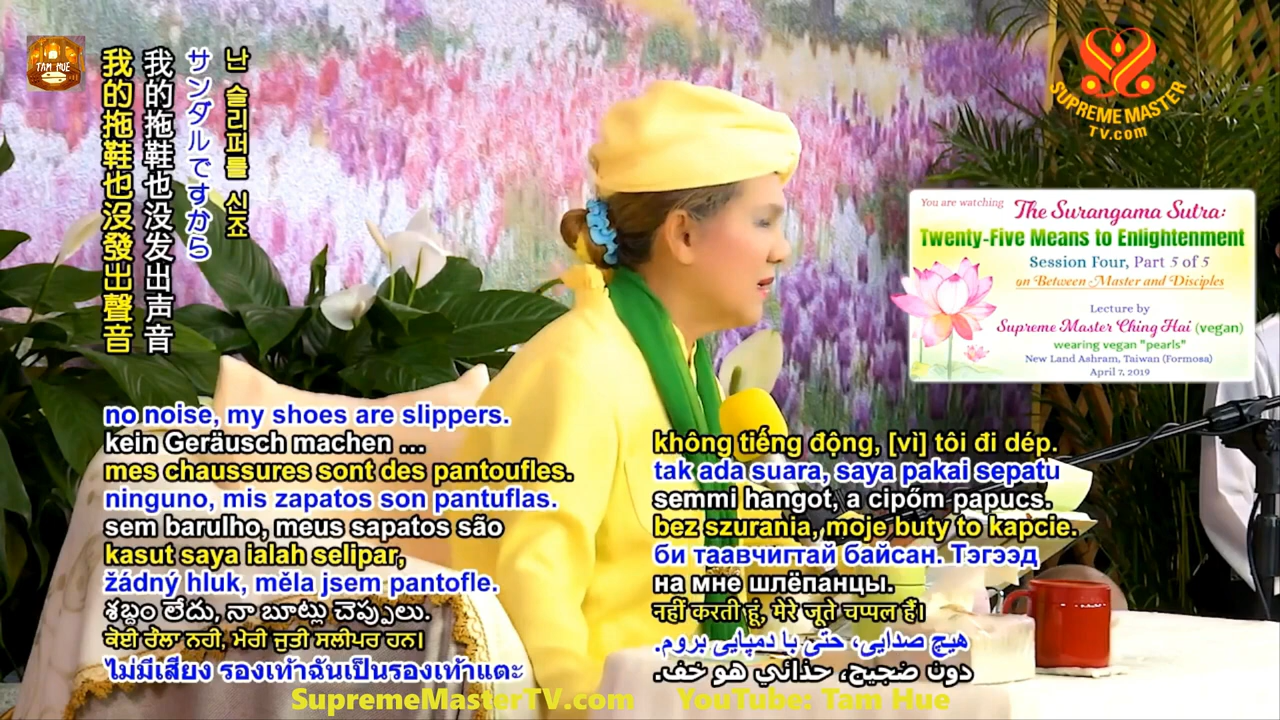 TAM HUE
我的拖鞋也沒發出聲音
我的拖鞋也没发出声音
サンダルですから
난 슬리퍼를 신죠
SUPREME MASTER
TV.com
You are watching
The Surangama Sutra:
Twenty-Five Means to Enlightenment
Session Four, Part 5 of 5
on Between Master and Disciples
Lecture by
Supreme Master Ching Hai (vegan)
wearing vegan "pearls"
New Land Ashram, Taiwan (Formosa)
April 7, 2019
no noise, my shoes are slippers.
kein Geräusch machen ...
mes chaussures sont des pantoufles.
ninguno, mis zapatos son pantuflas.
sem barulho, meus sapatos são
kasut saya ialah selipar,
žádný hluk, měla jsem pantofle.
శబ్దం లేదు, నా బూట్లు చెప్పులు.
ਕੋਈ ਰੌਲਾ ਨਹੀ, ਮੇਰੀ ਜੁਤੀ ਸਲੀਪਰ ਹਨ।
ไม่มีเสียง รองเท้าฉันเป็นรองเท้าแตะ
không tiếng động, [vì] tôi đi dép.
tak ada suara, saya pakai sepatu
semmi hangot, a cipőm papucs.
bez szurania, moje buty to kapcie.
би таавчигтай байсан. Тэгээд
на мне шлёпанцы.
नहीं करती हूं, मेरे जूते चप्पल हैं।
هیچ صدایی، حتی با دمپایی بروم.
دون ضجيج، حذائي هو خف.
SupremeMasterTV.com YouTube: Tam Hue